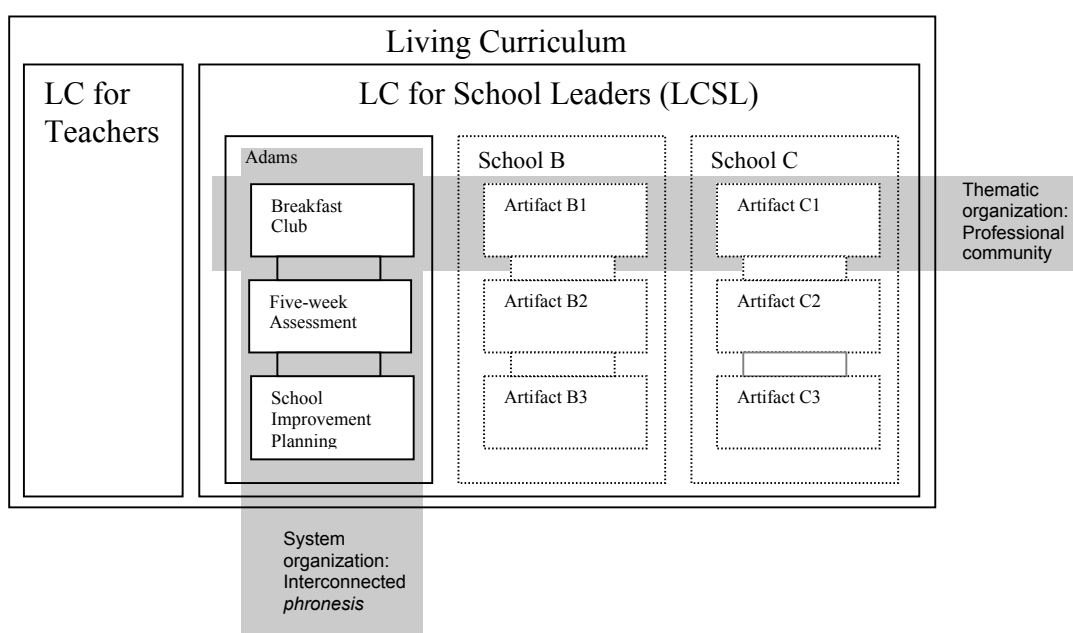 Living Curriculum
LC for
Teachers
LC for School Leaders (LCSL)
Adams
Breakfast
Club
Five-week
Assessment
School
Improvement
Planning
School B
Artifact B1
Artifact B2
Artifact B3
School C
Artifact C1
Artifact C2
Artifact C3
Thematic
organization:
Professional
community
System
organization:
Interconnected
phronesis